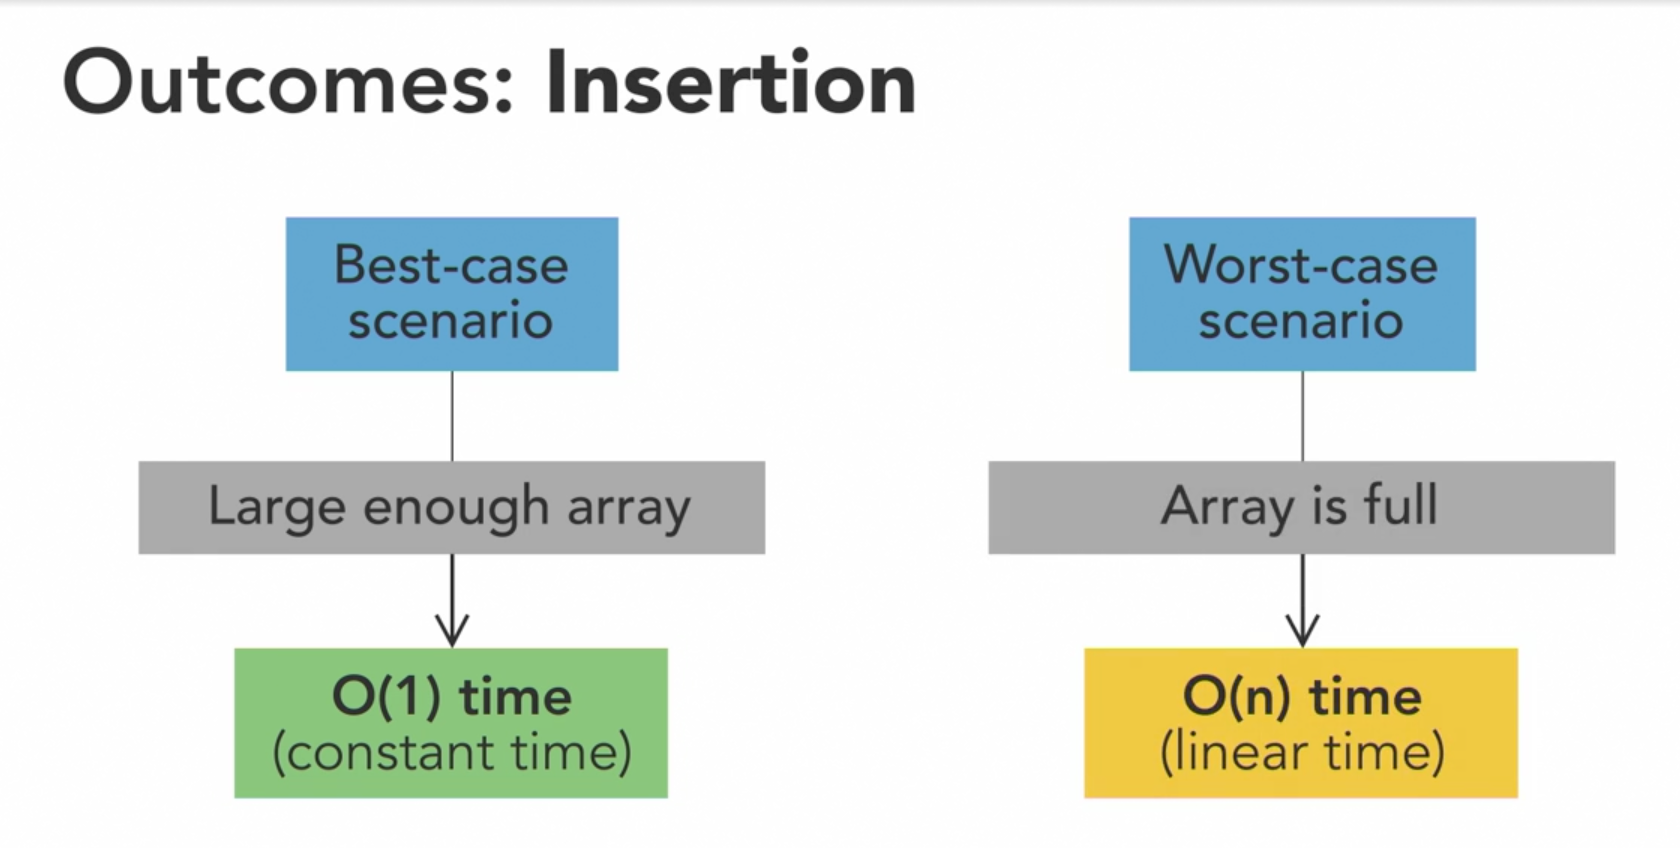 Outcomes: Insertion
Best-case
scenario
Large enough array
O(1) time
(constant time)
Worst-case
scenario
Array is full
O(n) time
(linear time)